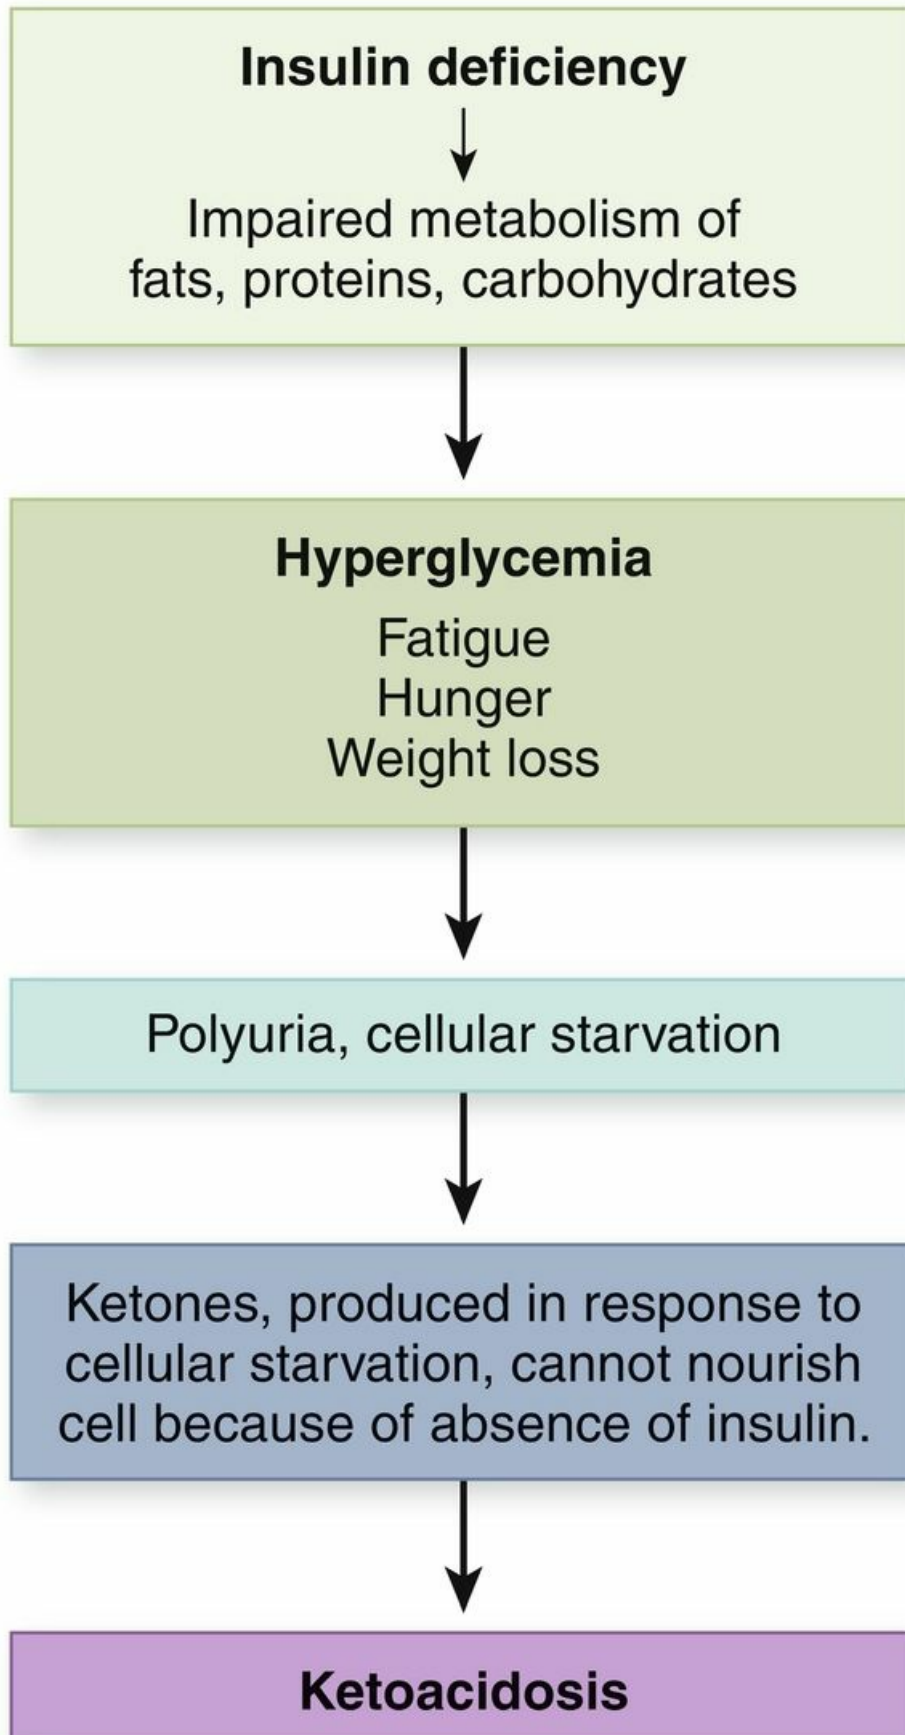 Insulin deficiency
Impaired metabolism of
fats, proteins, carbohydrates
Hyperglycemia
Fatigue
Hunger
Weight loss
Polyuria, cellular starvation
Ketones, produced in response to
cellular starvation, cannot nourish
cell because of absence of insulin.
Ketoacidosis